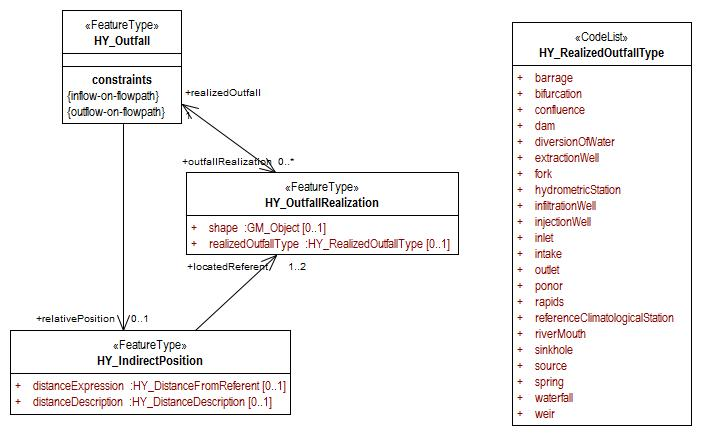 «FeatureType»
HY_Outfall
constraints
{inflow-on-flowpath}
{outflow-on-flowpath}
+realizedOutfall
+outfallRealization 0..*
«FeatureType»
HY_OutfallRealization
+ shape :GM_Object [0..1]
+ realizedOutfallType :HY_RealizedOutfallType [0..1]
+locatedReferent 1..2
+relativePosition 0..1
«FeatureType»
HY_IndirectPosition
+ distanceExpression :HY_DistanceFromReferent [0..1]
+ distanceDescription :HY_DistanceDescription [0..1]
«CodeList»
HY_RealizedOutfallType
+ barrage
+ bifurcation
+ confluence
+ dam
+ diversionOfWater
+ extractionWell
+ fork
+ hydrometricStation
+ infiltrationWell
+ injectionWell
+ inlet
+ intake
+ outlet
+ ponor
+ rapids
+ referenceClimatologicalStation
+ riverMouth
+ sinkhole
+ source
+ spring
+ waterfall
+ weir